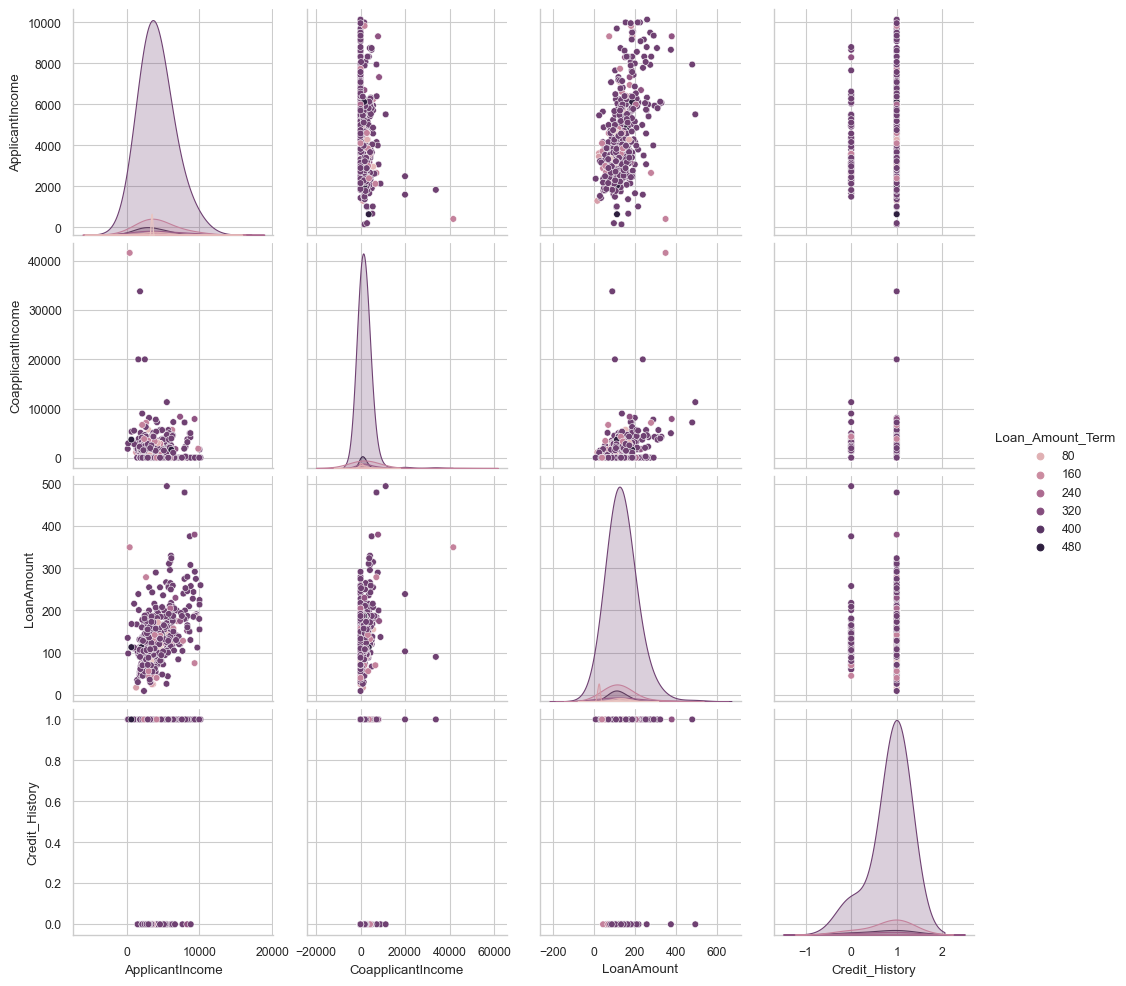 10000
8000
6000
4000
2000
0
ApplicantIncome
40000
30000
20000
10000
0
CoapplicantIncome
500
400
300
200
100
0
LoanAmount
1.0
0.8
0.6
0.4
0.2
0.0
Credit_History
0 10000 20000
ApplicantIncome
−20000 0 20000 40000 60000
CoapplicantIncome
−200 0 200 400 600
LoanAmount
−1 0 1 2
Credit_History
Loan_Amount_Term
80
160
240
320
400
480